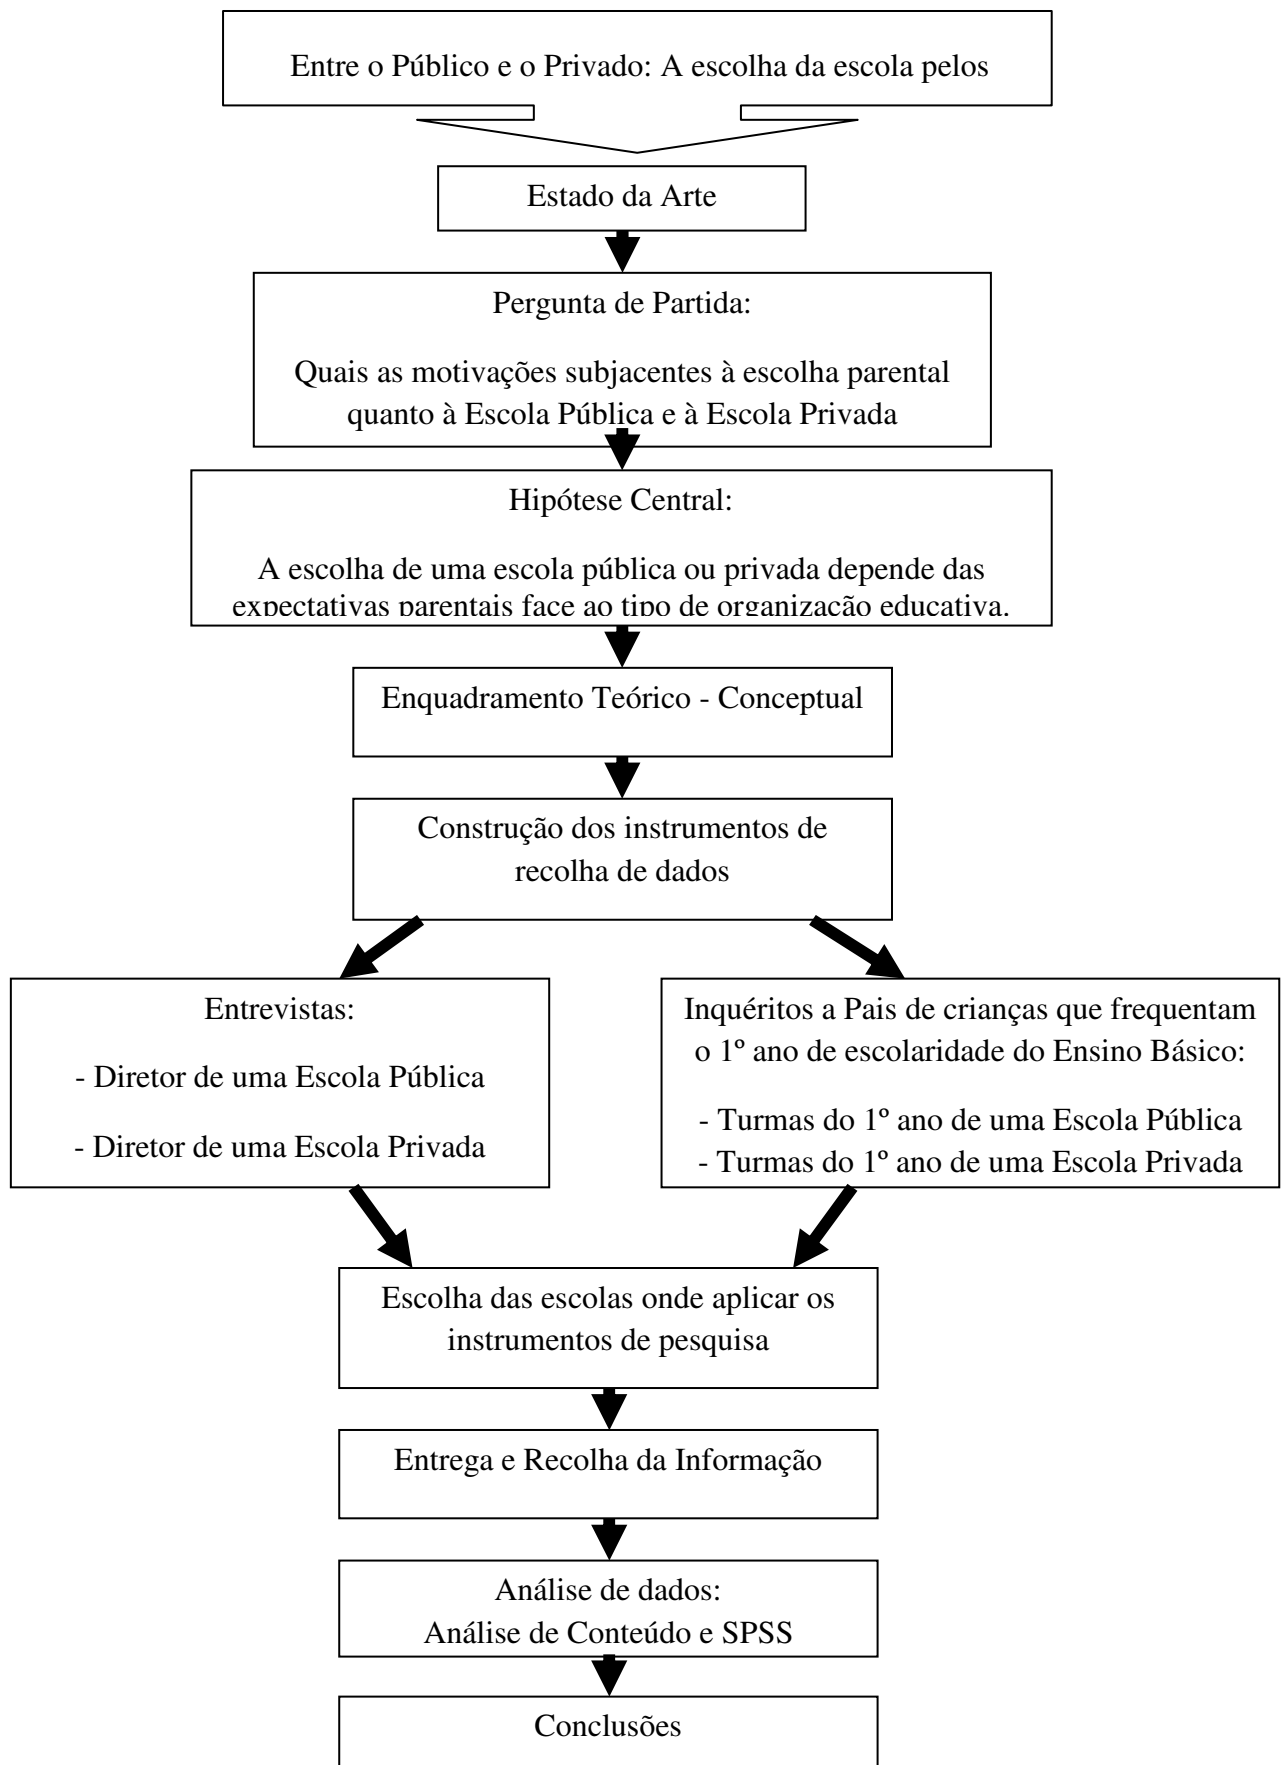 Entre o Público e o Privado: A escolha da escola pelos
Estado da Arte
Pergunta de Partida:
Quais as motivações subjacentes à escolha parental
quanto à Escola Pública e à Escola Privada
Hipótese Central:
A escolha de uma escola pública ou privada depende das
expectativas parentais face ao tipo de organização educativa.
Enquadramento Teórico - Conceptual
Construção dos instrumentos de
recolha de dados
Entrevistas:
- Diretor de uma Escola Pública
- Diretor de uma Escola Privada
Inquéritos a Pais de crianças que frequentam
o 1º ano de escolaridade do Ensino Básico:
- Turmas do 1º ano de uma Escola Pública
- Turmas do 1º ano de uma Escola Privada
Escolha das escolas onde aplicar os
instrumentos de pesquisa
Entrega e Recolha da Informação
Análise de dados:
Análise de Conteúdo e SPSS
Conclusões